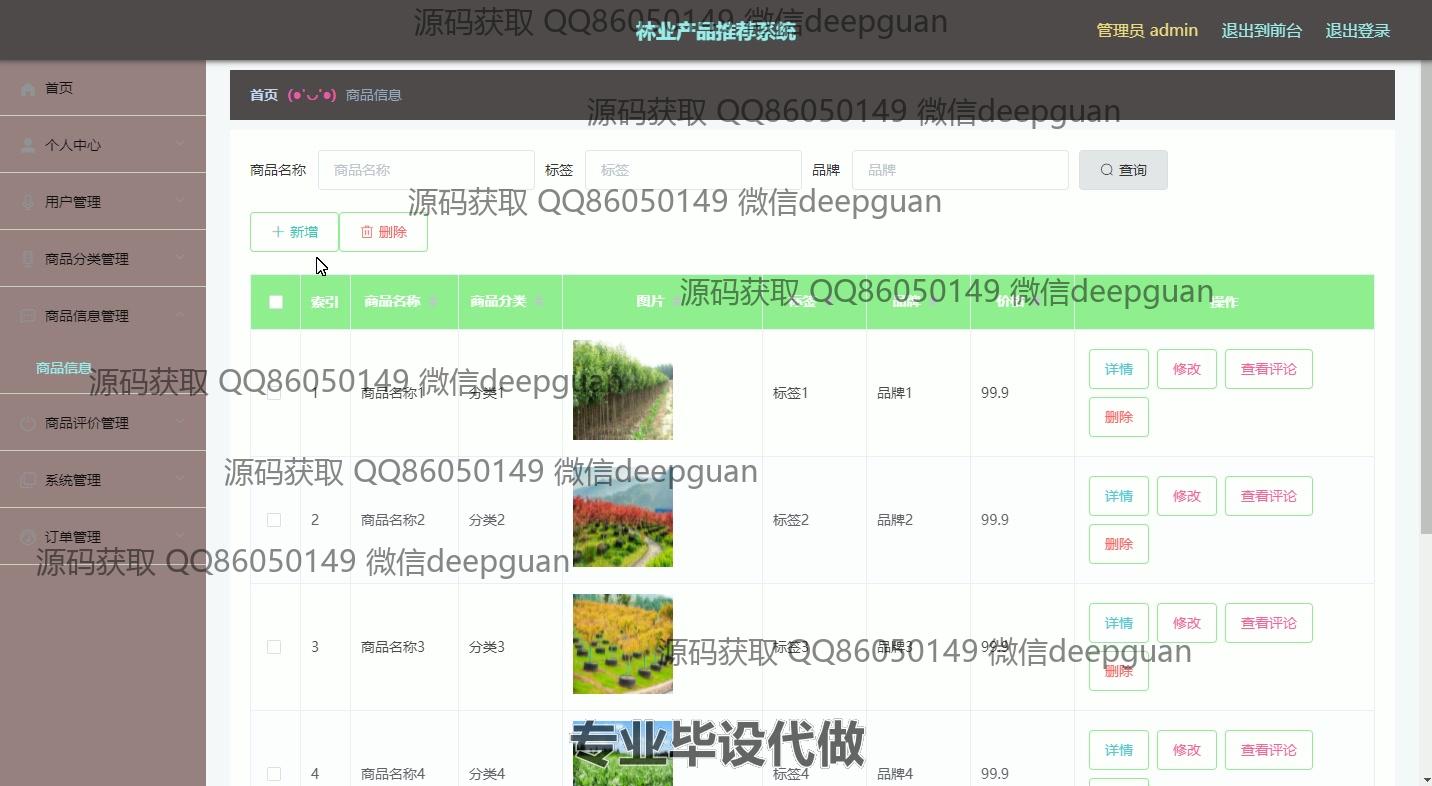 源码获取 QQ86050149 微信deepguan
林业产品推荐系统
管理员 admin
退出到前台
退出登录
首页
个人中心
用户管理
商品分类管理
商品信息管理
商品信息
商品评价管理
系统管理
订单管理
首页 (●'◡'●) 商品信息
源码获取 QQ86050149 微信deepguan
商品名称 商品名称 标签 标签 品牌 品牌 查询
源码获取 QQ86050149 微信deepguan
新增 删除
源码获取 QQ86050149 微信deepguan
索引 商品名称 商品分类 图片 标签 品牌 价格 操作
1 商品名称1 分类1 标签1 品牌1 99.9 详情 修改 查看评论
删除
源码获取 QQ86050149 微信deepguan
源码获取 QQ86050149 微信deepguan
2 商品名称2 分类2 标签2 品牌2 99.9 详情 修改 查看评论
删除
源码获取 QQ86050149 微信deepguan
3 商品名称3 分类3 标签3 品牌3 99.9 详情 修改 查看评论
删除
源码获取 QQ86050149 微信deepguan
专业毕设代做
4 商品名称4 分类4 标签4 品牌4 99.9 详情 修改 查看评论